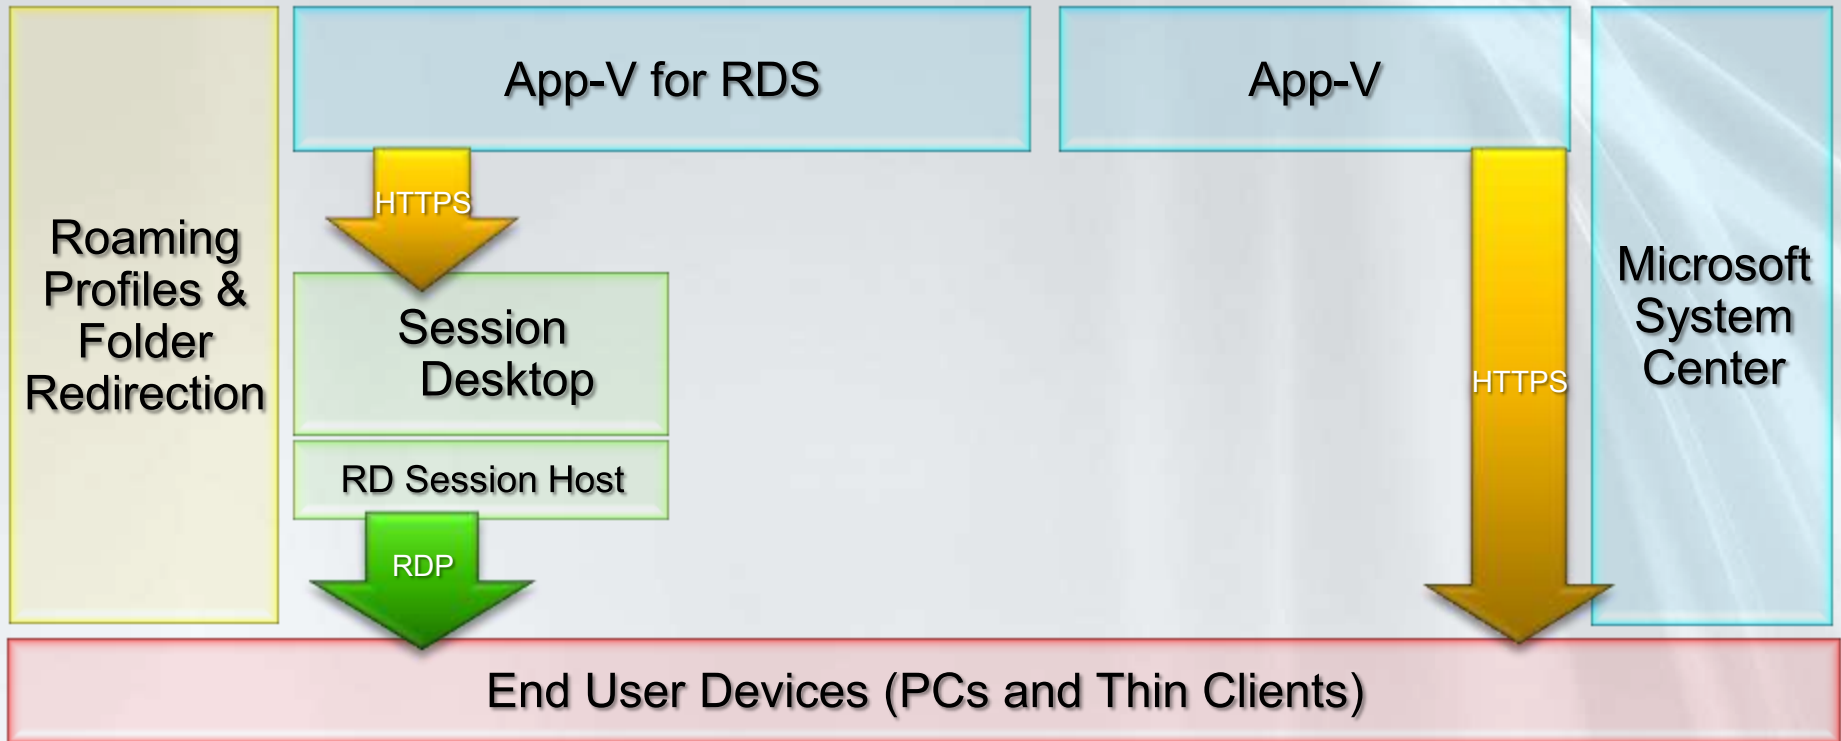 App-V for RDS
App-V
HTTPS
Roaming
Profiles &
Folder
Redirection
Session
Desktop
RD Session Host
RDP
HTTPS
Microsoft
System
Center
End User Devices (PCs and Thin Clients)